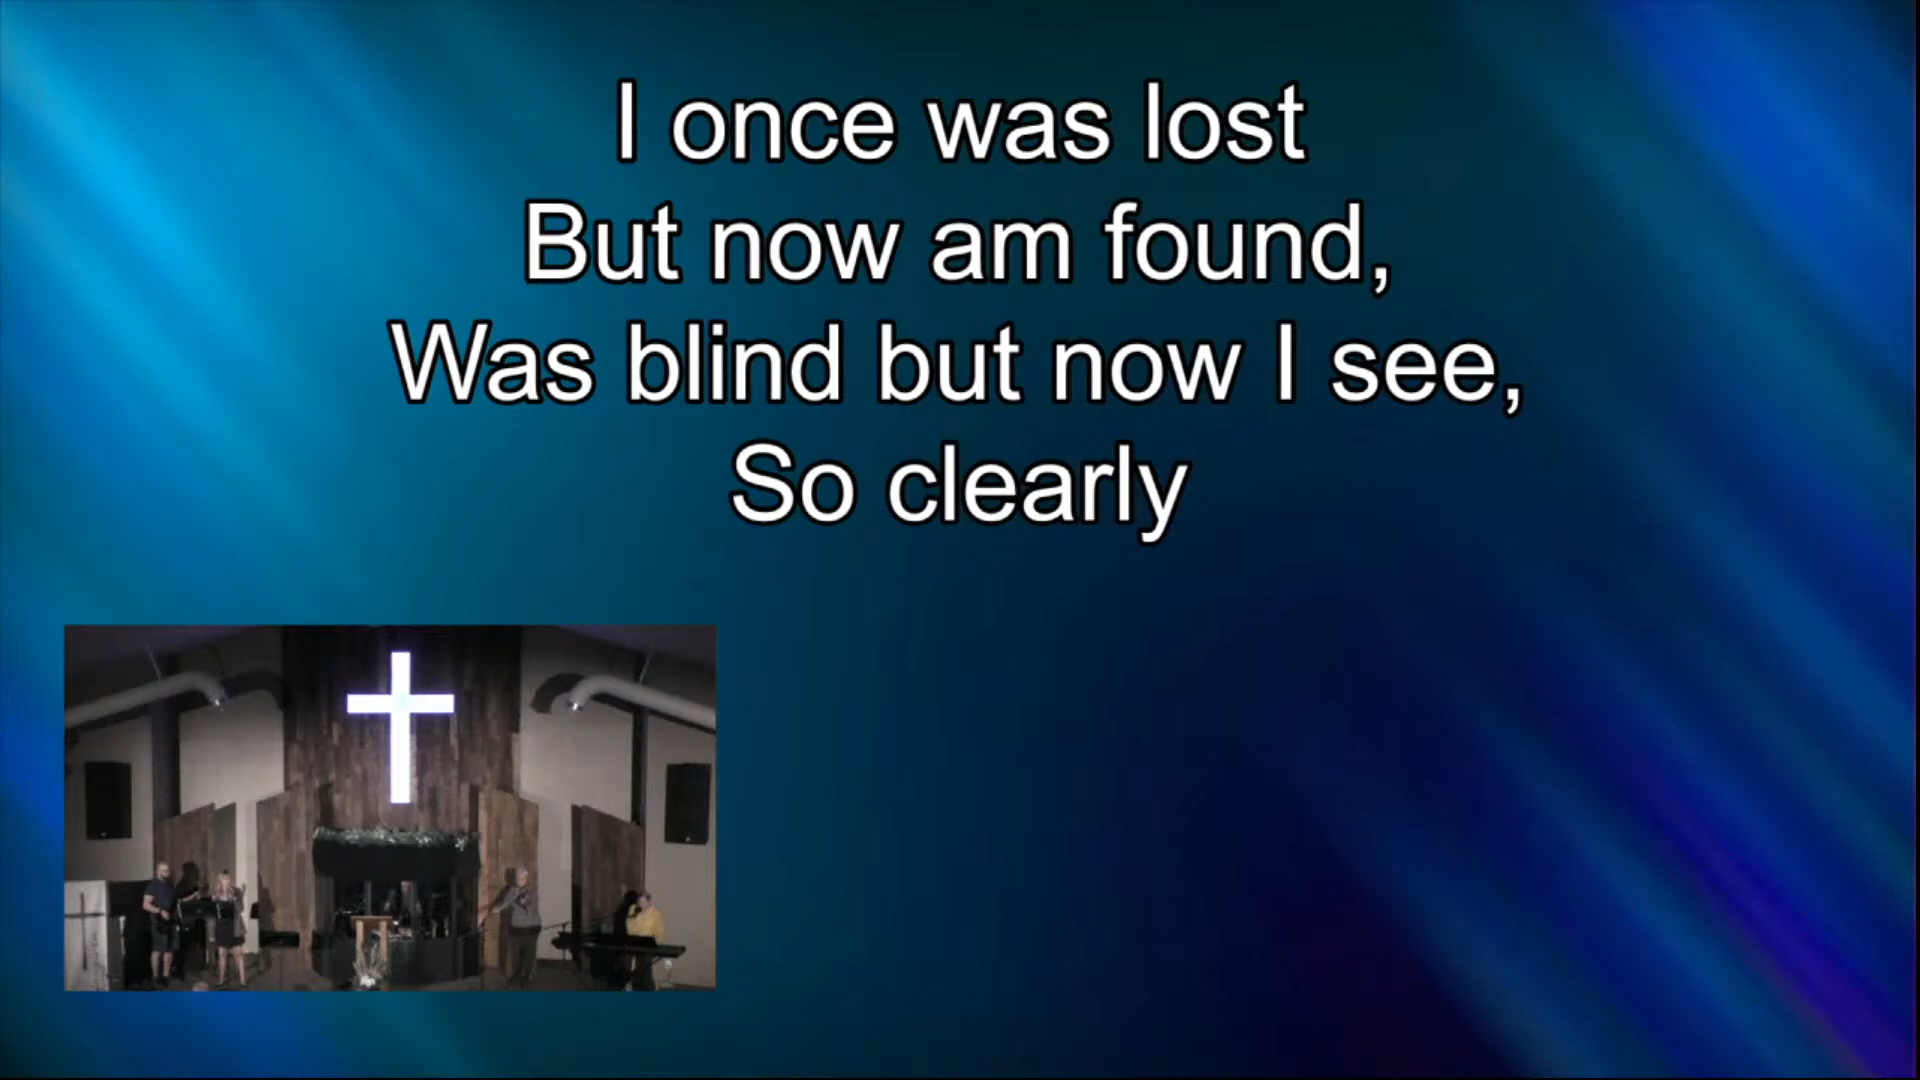 I once was lost
But now am found,
Was blind but now I see,
So clearly